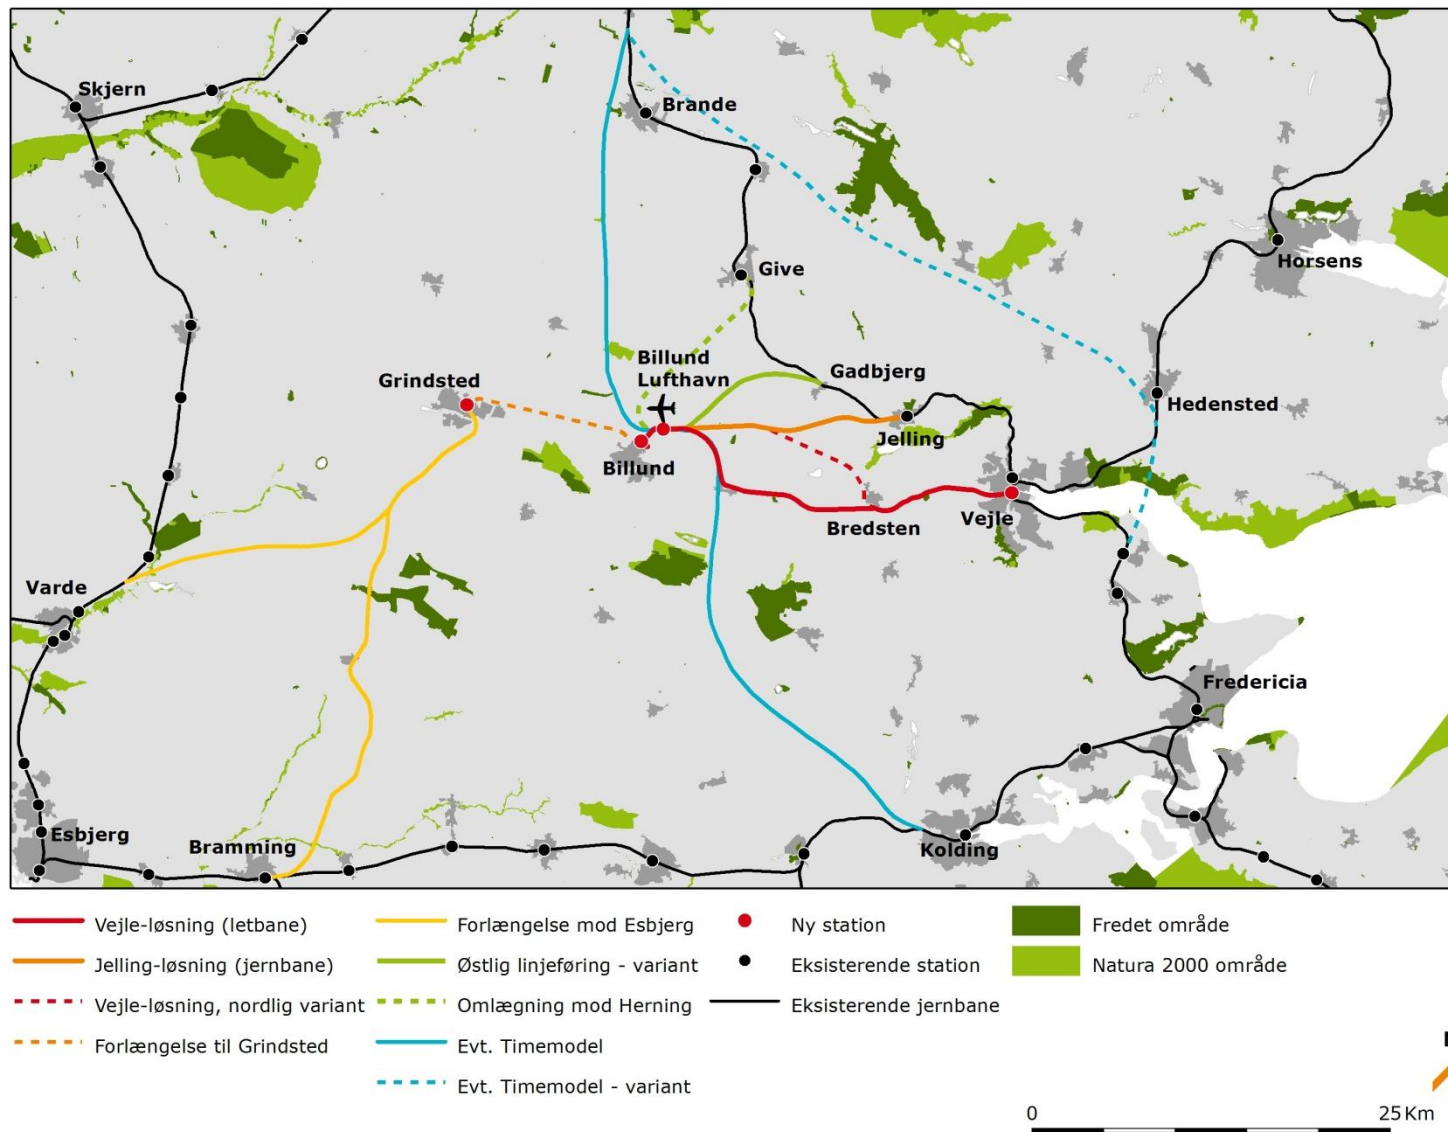 Skjern
Brande
Give
Horsens
Billund
Lufthavn
Grindsted
Gadbjerg
Hedensted
Jelling
Billund
Bredsten
Vejle
Varde
Fredericia
Esbjerg
Bramming
Kolding
Vejle-løsning (letbane)
Jelling-løsning (jernbane)
Vejle-løsning, nordlig variant
Forlængelse til Grindsted
Forlængelse mod Esbjerg
Østlig linjeføring - variant
Omlægning mod Herning
Evt. Timemodel
Evt. Timemodel - variant
Ny station
Eksisterende station
Eksisterende jernbane
Fredet område
Natura 2000 område
0 25 Km